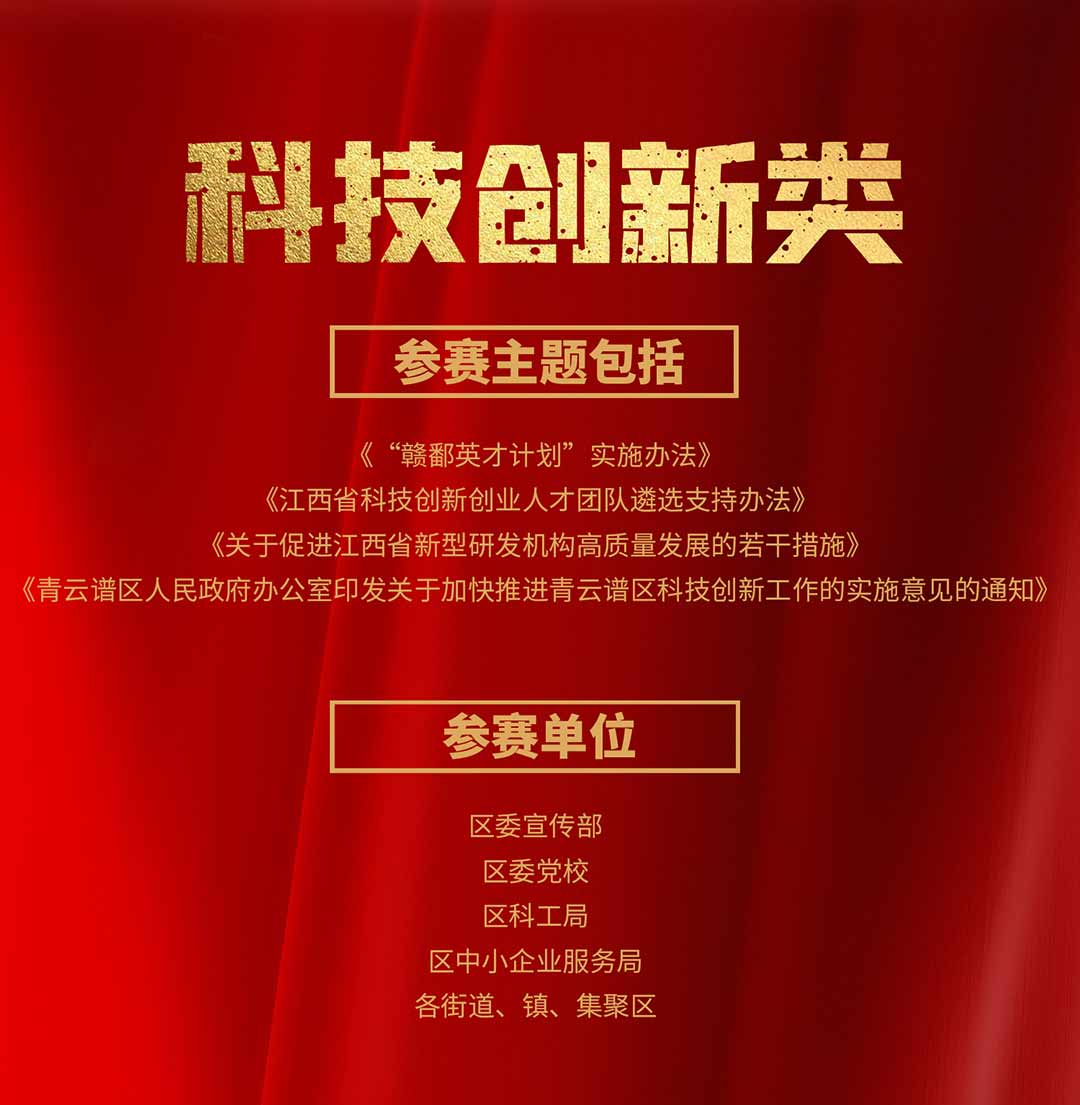 科技创新类
参赛主题包括
《“赣鄱英才计划”实施办法》
《江西省科技创新创业人才团队遴选支持办法》
《关于促进江西省新型研发机构高质量发展的若干措施》
《青云谱区人民政府办公室印发关于加快推进青云谱区科技创新工作的实施意见的通知》
参赛单位
区委宣传部
区委党校
区科工局
区中小企业服务局
各街道、镇、集聚区